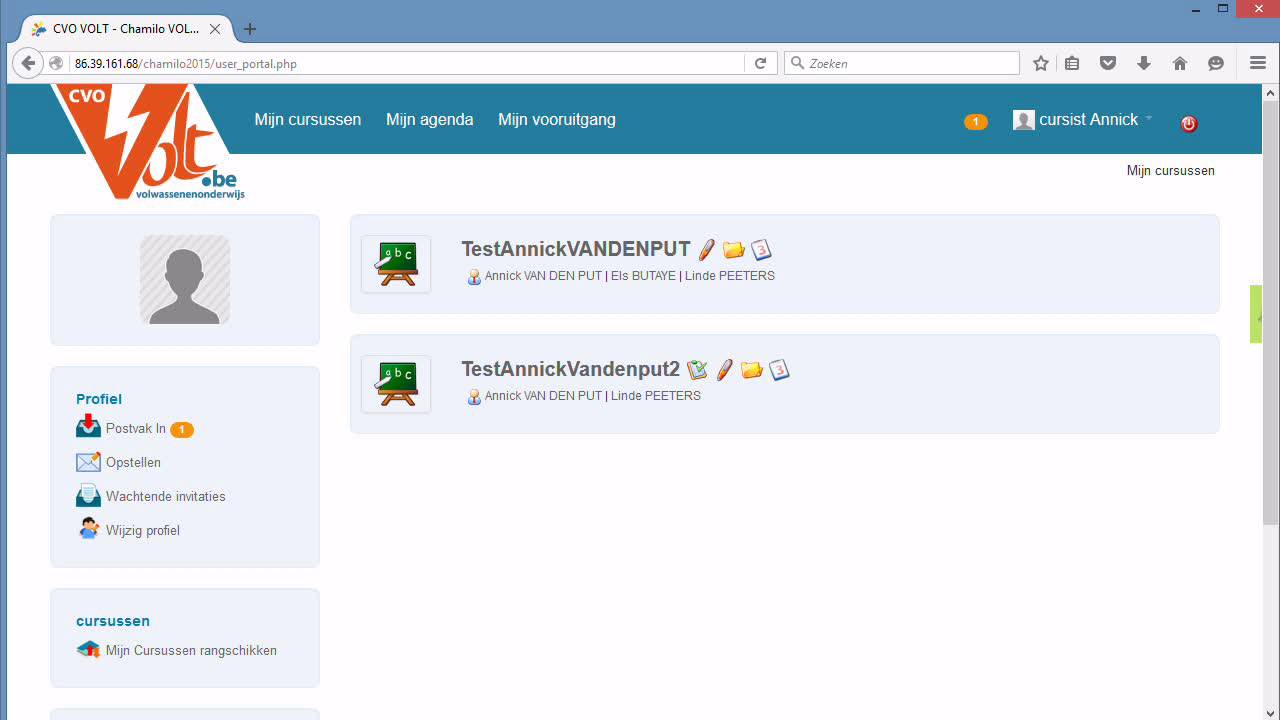 CVO VOLT - Chamilo VOL...
86.39.161.68/chamilo2015/user_portal.php
Zoeken
CVO
Volt
.be
volwassenenonderwijs
Mijn cursussen
Mijn agenda
Mijn vooruitgang
1
cursist Annick
Mijn cursussen
TestAnnickVANDENPUT
3
a b c
Annick VAN DEN PUT | Els BUTAYE | Linde PEETERS
TestAnnickVandenput2
3
a b c
Annick VAN DEN PUT | Linde PEETERS
Profiel
Postvak In 1
Opstellen
Wachtende invitaties
Wijzig profiel
cursussen
Mijn Cursussen rangschikken